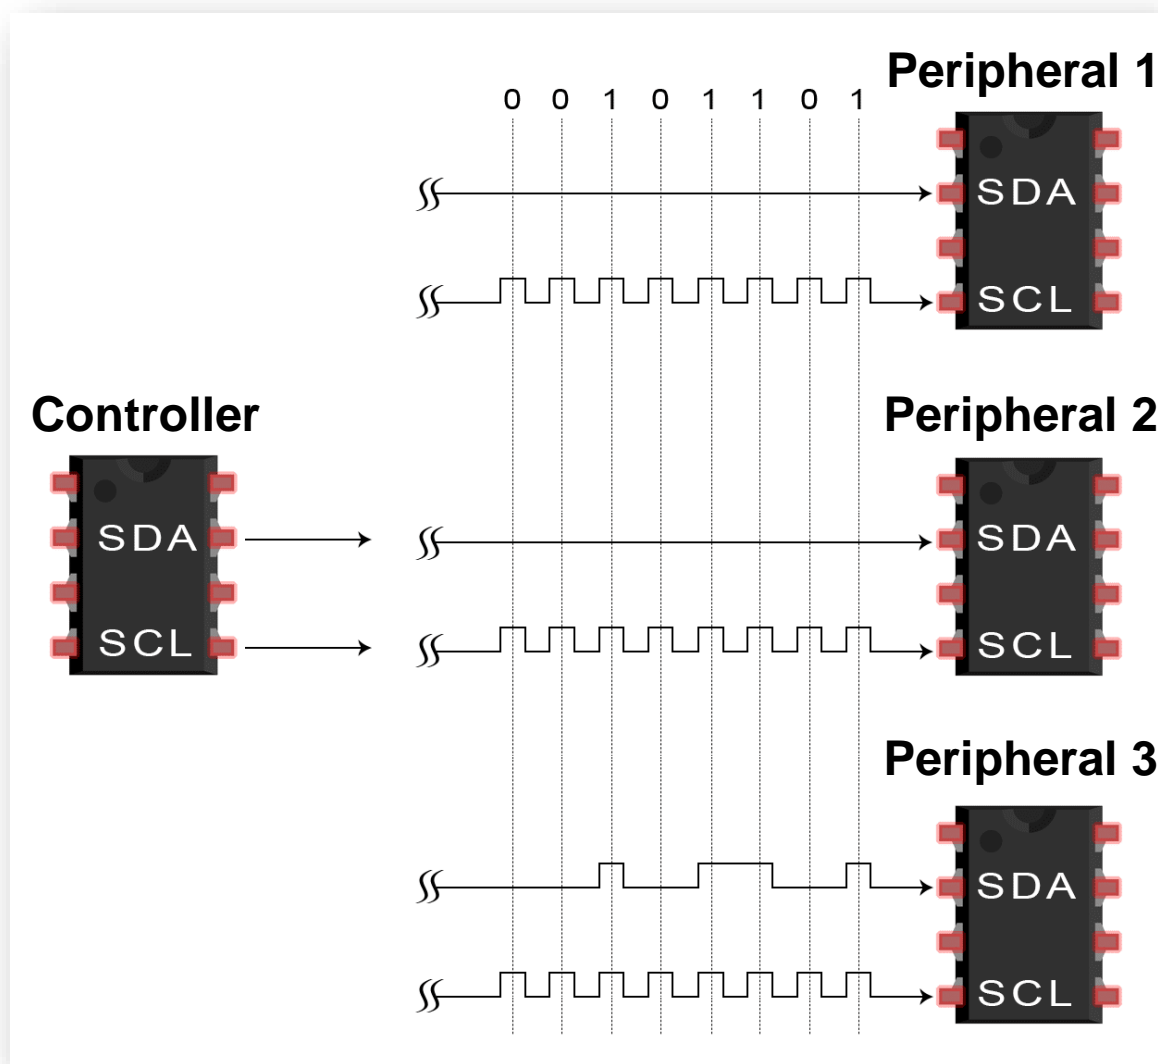 Peripheral 1
0 0 1 0 1 1 0 1
SDA
SCL
Controller
SDA
SCL
Peripheral 2
SDA
SCL
Peripheral 3
SDA
SCL